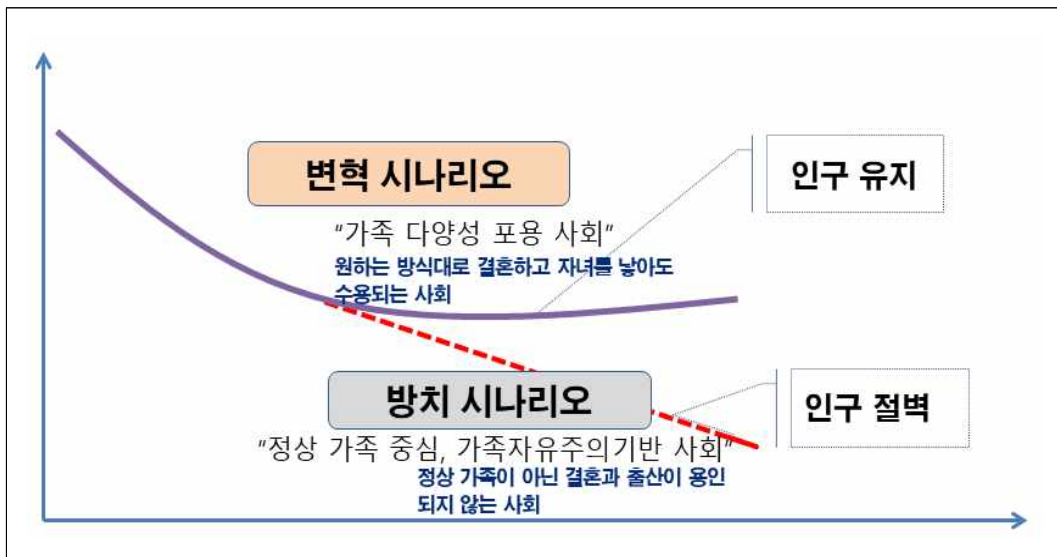 변혁 시나리오
인구 유지
"가족 다양성 포용 사회"
원하는 방식대로 결혼하고 자녀를 낳아도
수용되는 사회
방치 시나리오
인구 절벽
"정상 가족 중심, 가족자유주의기반 사회"
정상 가족이 아닌 결혼과 출산이 용인
되지 않는 사회